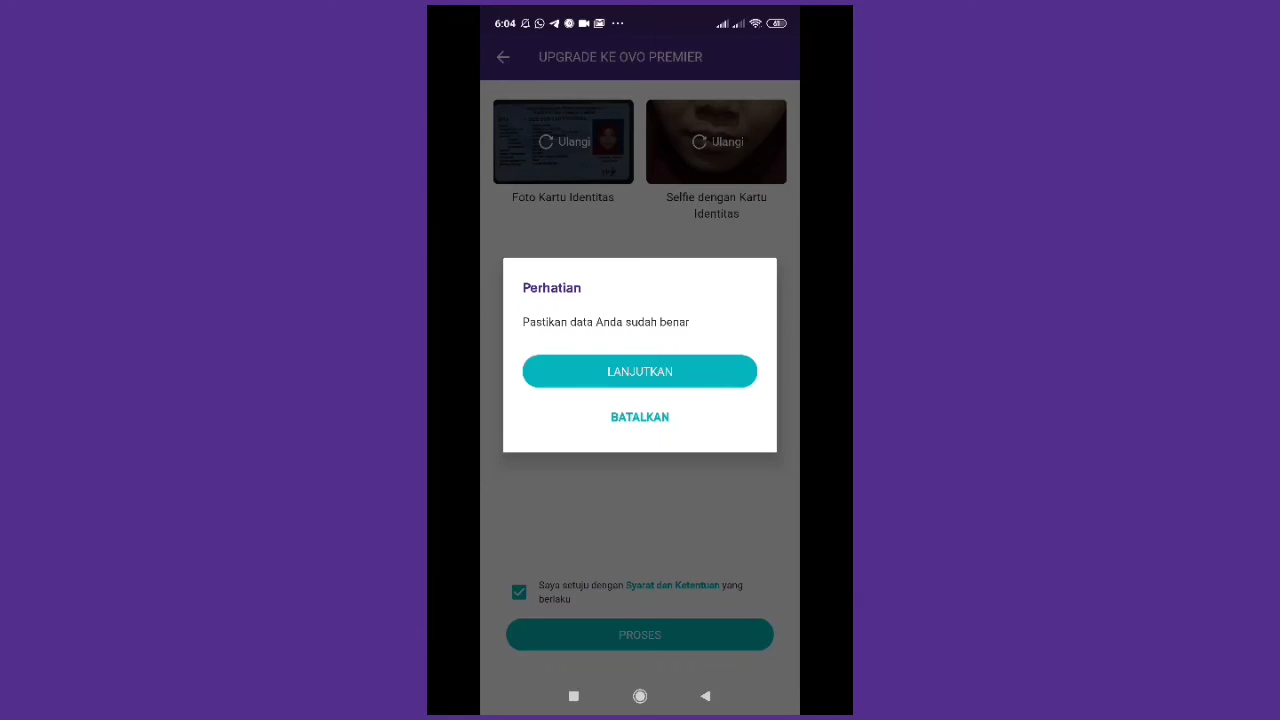 6:04
61
UPGRADE KE OVO PREMIER
Ulangi
Ulangi
Foto Kartu Identitas
Selfie dengan Kartu
Identitas
Perhatian
Pastikan data Anda sudah benar
LANJUTKAN
BATALKAN
Saya setuju dengan Syarat dan Ketentuan yang
berlaku
PROSES